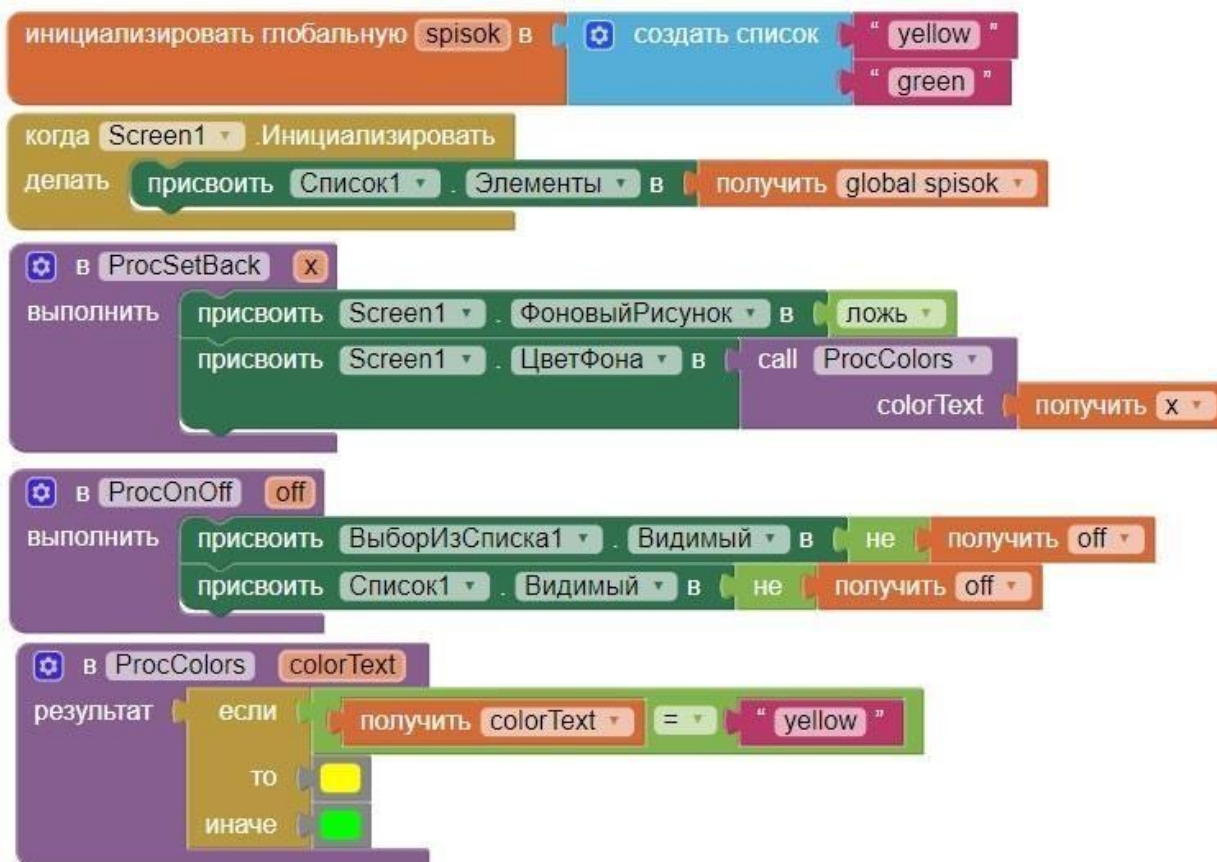 инициализировать глобальную spisok в создать список " yellow "
" green "
когда Screen1 .Инициализировать
делать присвоить Список1 . Элементы в получить global spisok
в ProcSetBack x
выполнить присвоить Screen1 . ФоновыйРисунок в ложь
присвоить Screen1 . ЦветФона в call ProcColors
colorText получить x
в ProcOnOff off
выполнить присвоить ВыборИзСписка1 . Видимый в не получить off
присвоить Список1 . Видимый в не получить off
в ProcColors colorText
результат если получить colorText = " yellow "
то
иначе